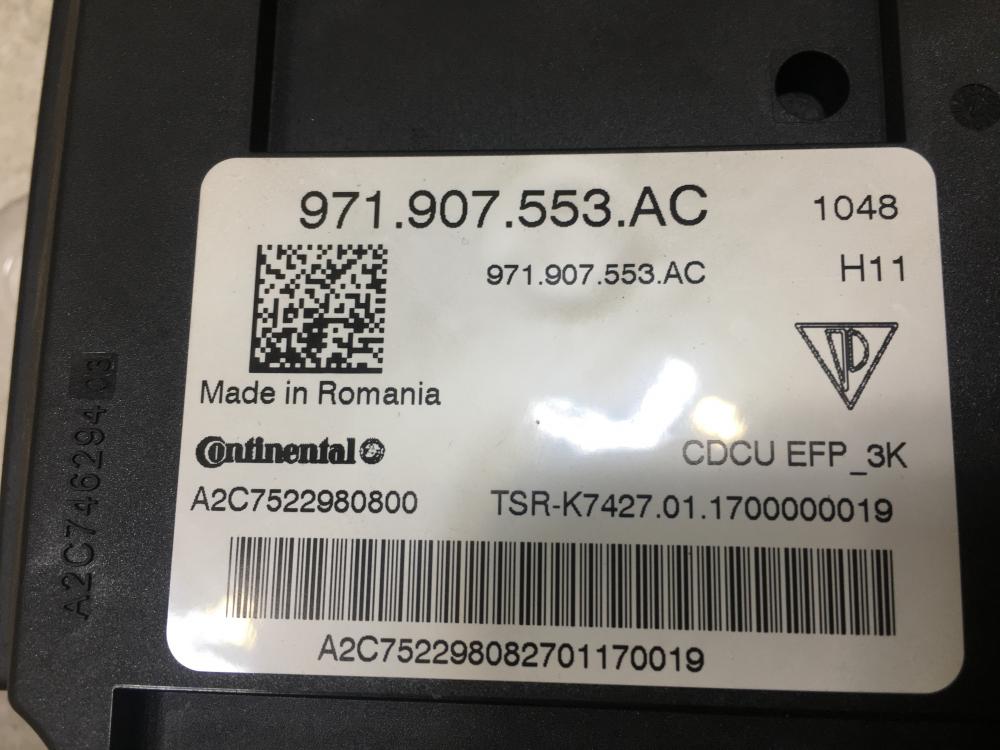 971.907.553.AC 1048
971.907.553.AC H11
Made in Romania
Continental
CDCU EFP_3K
A2C7522980800 TSR-K7427.01.1700000019
A2C752298082701170019
A2C746294 03